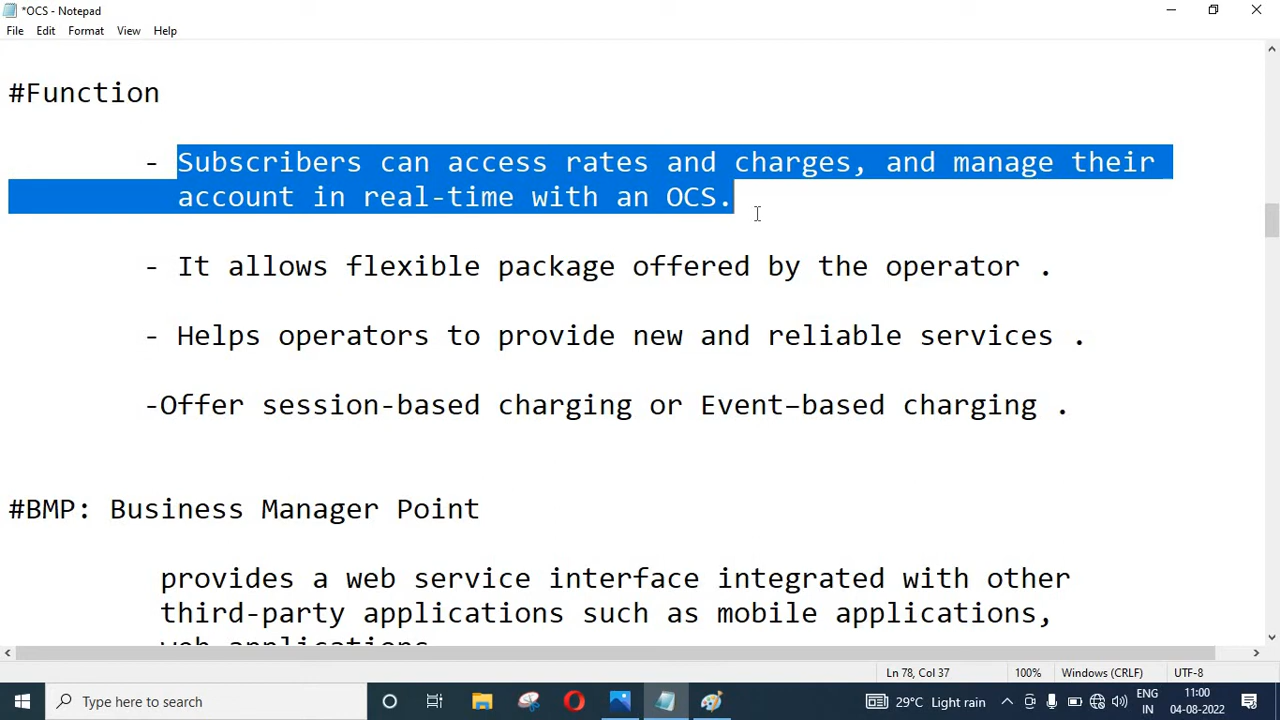 *OCS - Notepad
File Edit Format View Help
#Function
- Subscribers can access rates and charges, and manage their
account in real-time with an OCS.
- It allows flexible package offered by the operator .
- Helps operators to provide new and reliable services .
-Offer session-based charging or Event–based charging .
#BMP: Business Manager Point
provides a web service interface integrated with other
third-party applications such as mobile applications,
web applications
Ln 78, Col 37 100% Windows (CRLF) UTF-8
Type here to search 29°C Light rain ENG 11:00
IN 04-08-2022